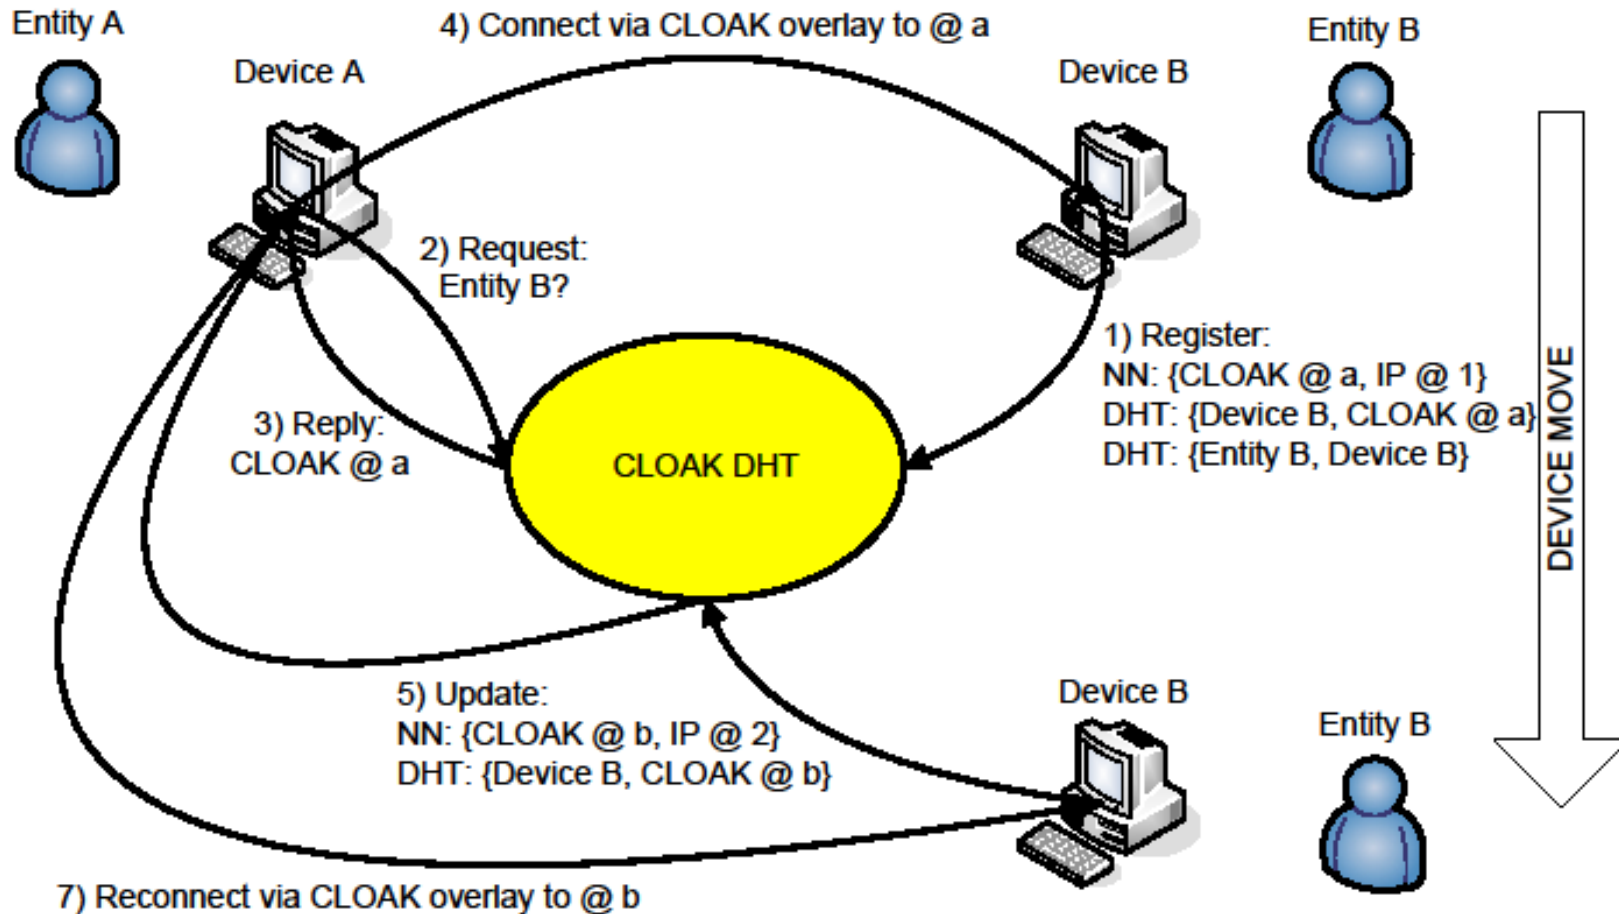 Entity A
4) Connect via CLOAK overlay to @ a
Entity B
Device A
Device B
2) Request:
Entity B?
1) Register:
NN: {CLOAK @ a, IP @ 1}
DHT: {Device B, CLOAK @ a}
DHT: {Entity B, Device B}
3) Reply:
CLOAK @ a
CLOAK DHT
DEVICE MOVE
5) Update:
NN: {CLOAK @ b, IP @ 2}
DHT: {Device B, CLOAK @ b}
Device B
Entity B
7) Reconnect via CLOAK overlay to @ b